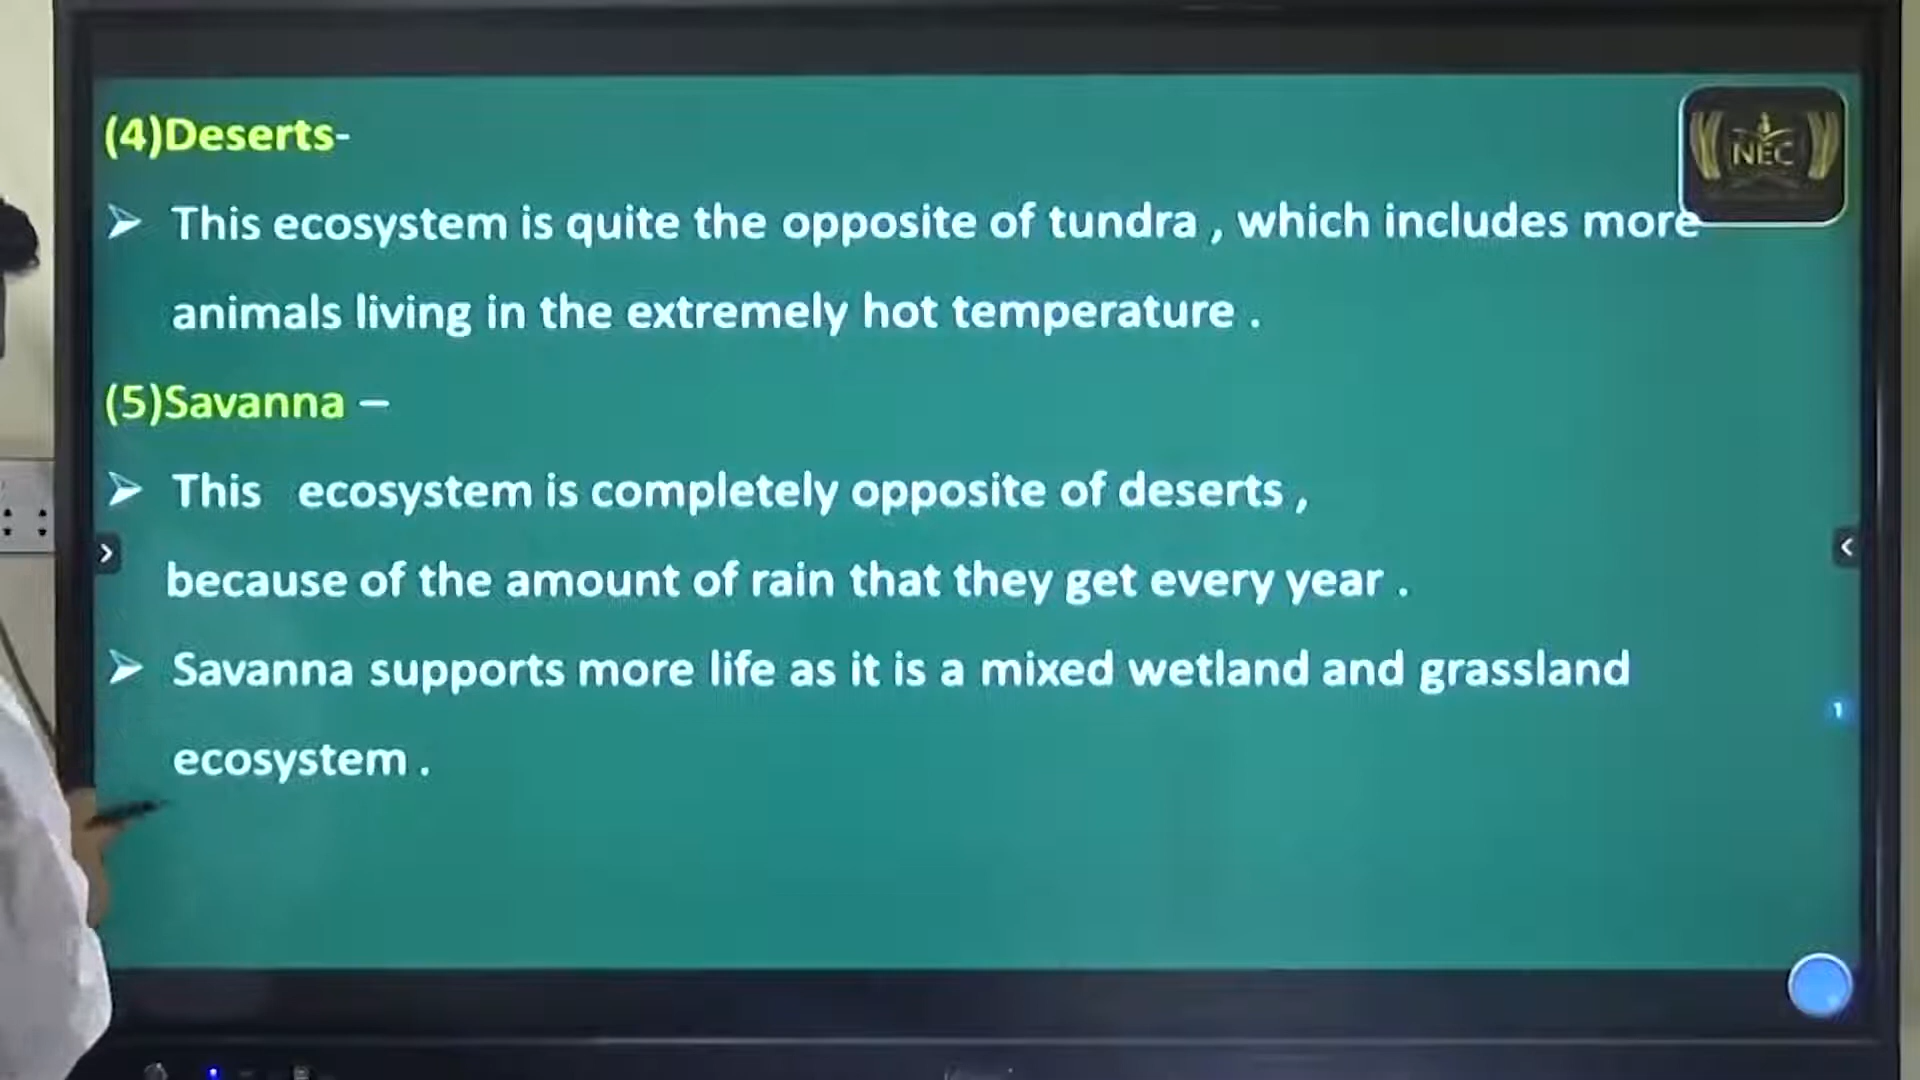 (4)Deserts-
NEC
➢ This ecosystem is quite the opposite of tundra , which includes more
animals living in the extremely hot temperature .
(5)Savanna –
➢ This ecosystem is completely opposite of deserts ,
because of the amount of rain that they get every year .
➢ Savanna supports more life as it is a mixed wetland and grassland
1
ecosystem .